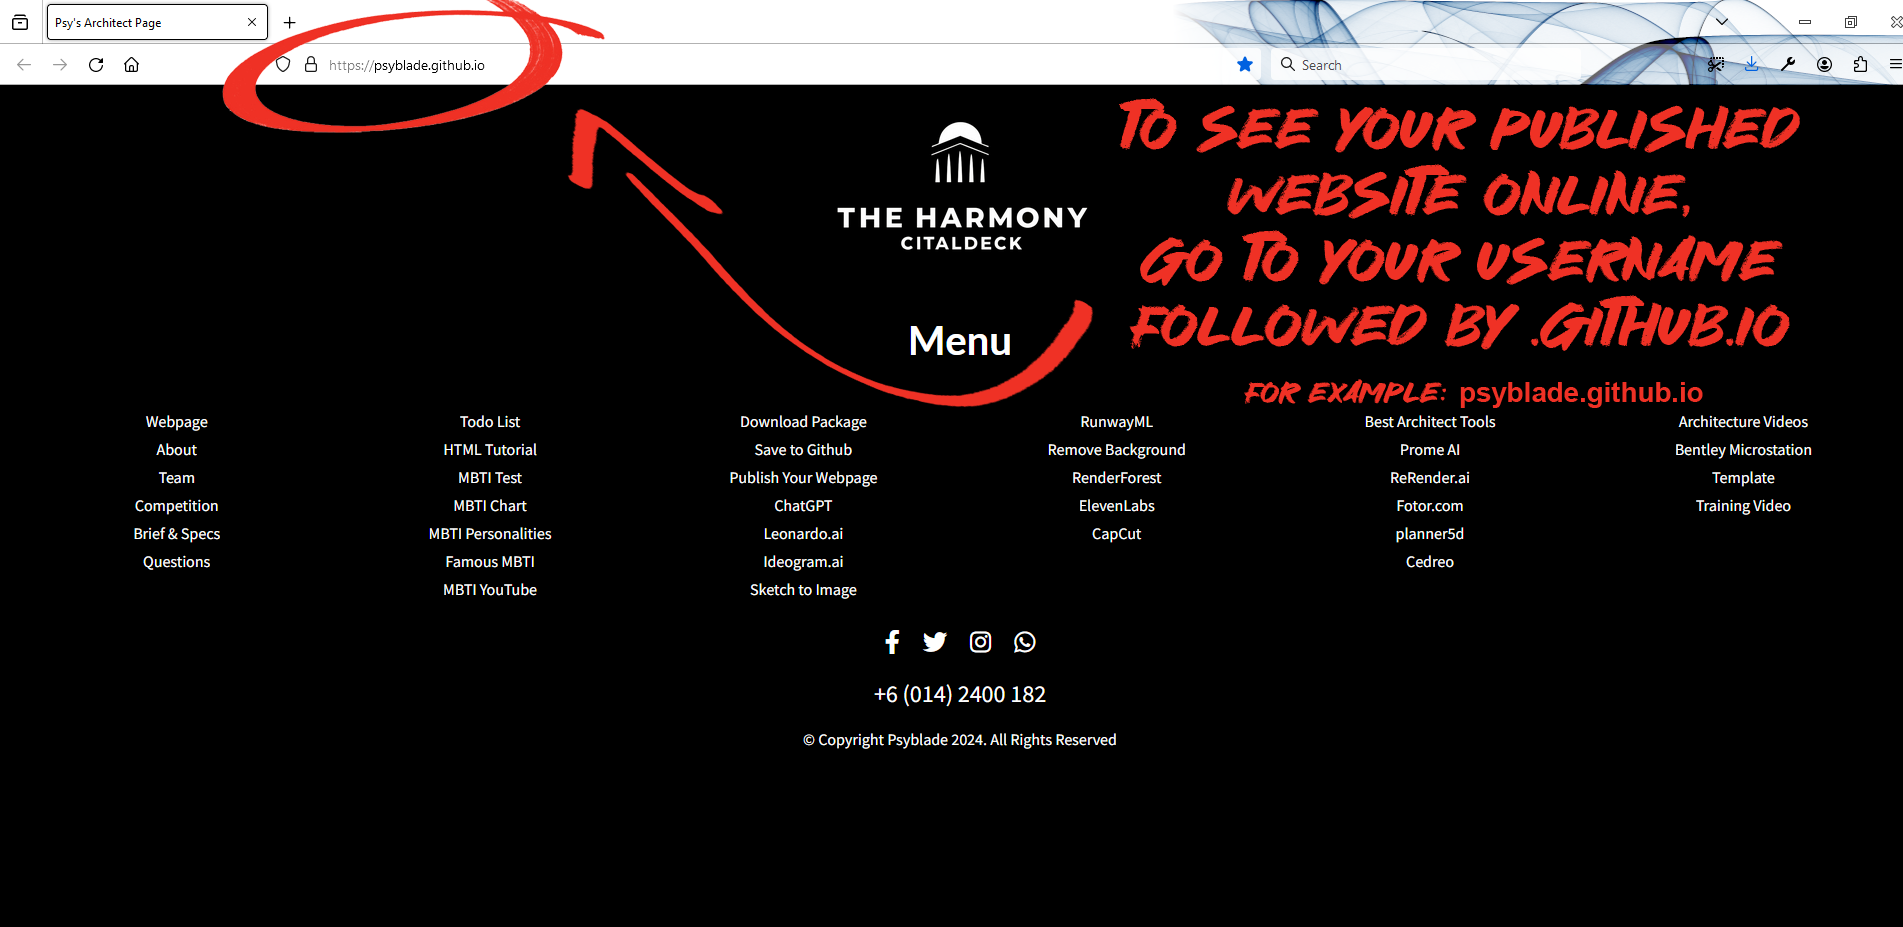 Psy's Architect Page
https://psyblade.github.io
Search
TO SEE YOUR PUBLISHED
WEBSITE ONLINE,
GO TO YOUR USERNAME
FOLLOWED BY .GITHUB.IO
FOR EXAMPLE: psyblade.github.io
THE HARMONY
CITALDECK
Menu
Webpage
About
Team
Competition
Brief & Specs
Questions
Todo List
HTML Tutorial
MBTI Test
MBTI Chart
MBTI Personalities
Famous MBTI
MBTI YouTube
Download Package
Save to Github
Publish Your Webpage
ChatGPT
Leonardo.ai
Ideogram.ai
Sketch to Image
RunwayML
Remove Background
RenderForest
ElevenLabs
CapCut
Best Architect Tools
Prome AI
ReRender.ai
Fotor.com
planner5d
Cedreo
Architecture Videos
Bentley Microstation
Template
Training Video
+6 (014) 2400 182
© Copyright Psyblade 2024. All Rights Reserved